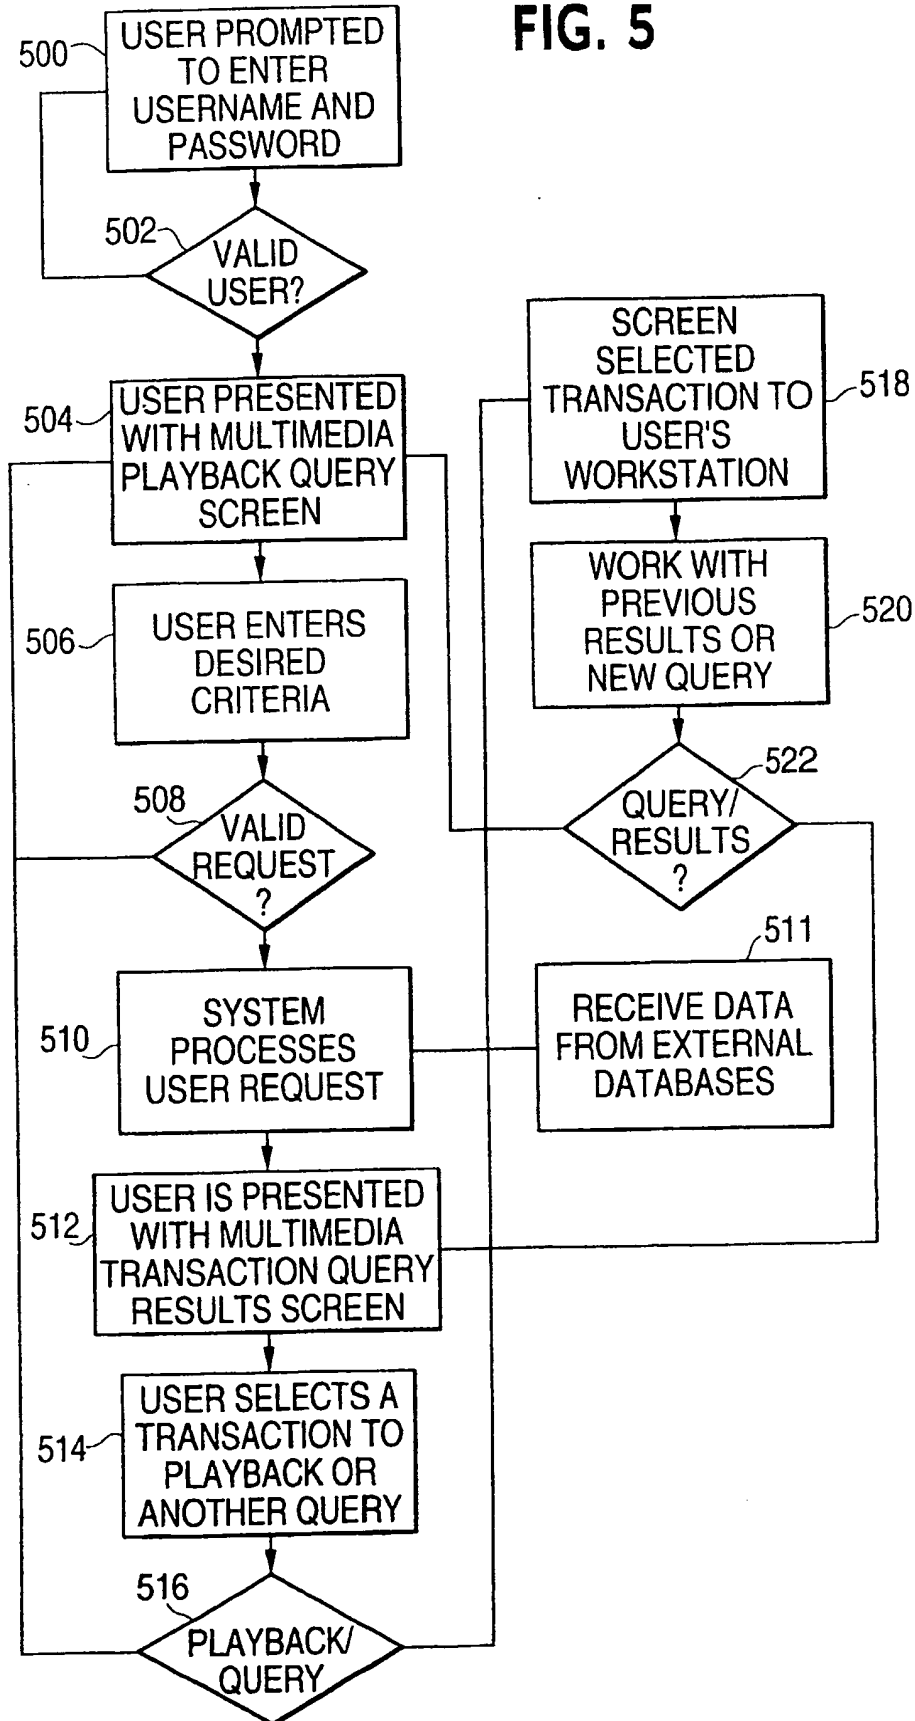 FIG. 5
500
USER PROMPTED
TO ENTER
USERNAME AND
PASSWORD
502
VALID
USER?
504
USER PRESENTED
WITH MULTIMEDIA
PLAYBACK QUERY
SCREEN
506
USER ENTERS
DESIRED
CRITERIA
508
VALID
REQUEST
?
510
SYSTEM
PROCESSES
USER REQUEST
511
RECEIVE DATA
FROM EXTERNAL
DATABASES
512
USER IS PRESENTED
WITH MULTIMEDIA
TRANSACTION QUERY
RESULTS SCREEN
514
USER SELECTS A
TRANSACTION TO
PLAYBACK OR
ANOTHER QUERY
516
PLAYBACK/
QUERY
518
SCREEN
SELECTED
TRANSACTION TO
USER'S
WORKSTATION
520
WORK WITH
PREVIOUS
RESULTS OR
NEW QUERY
522
QUERY/
RESULTS
?